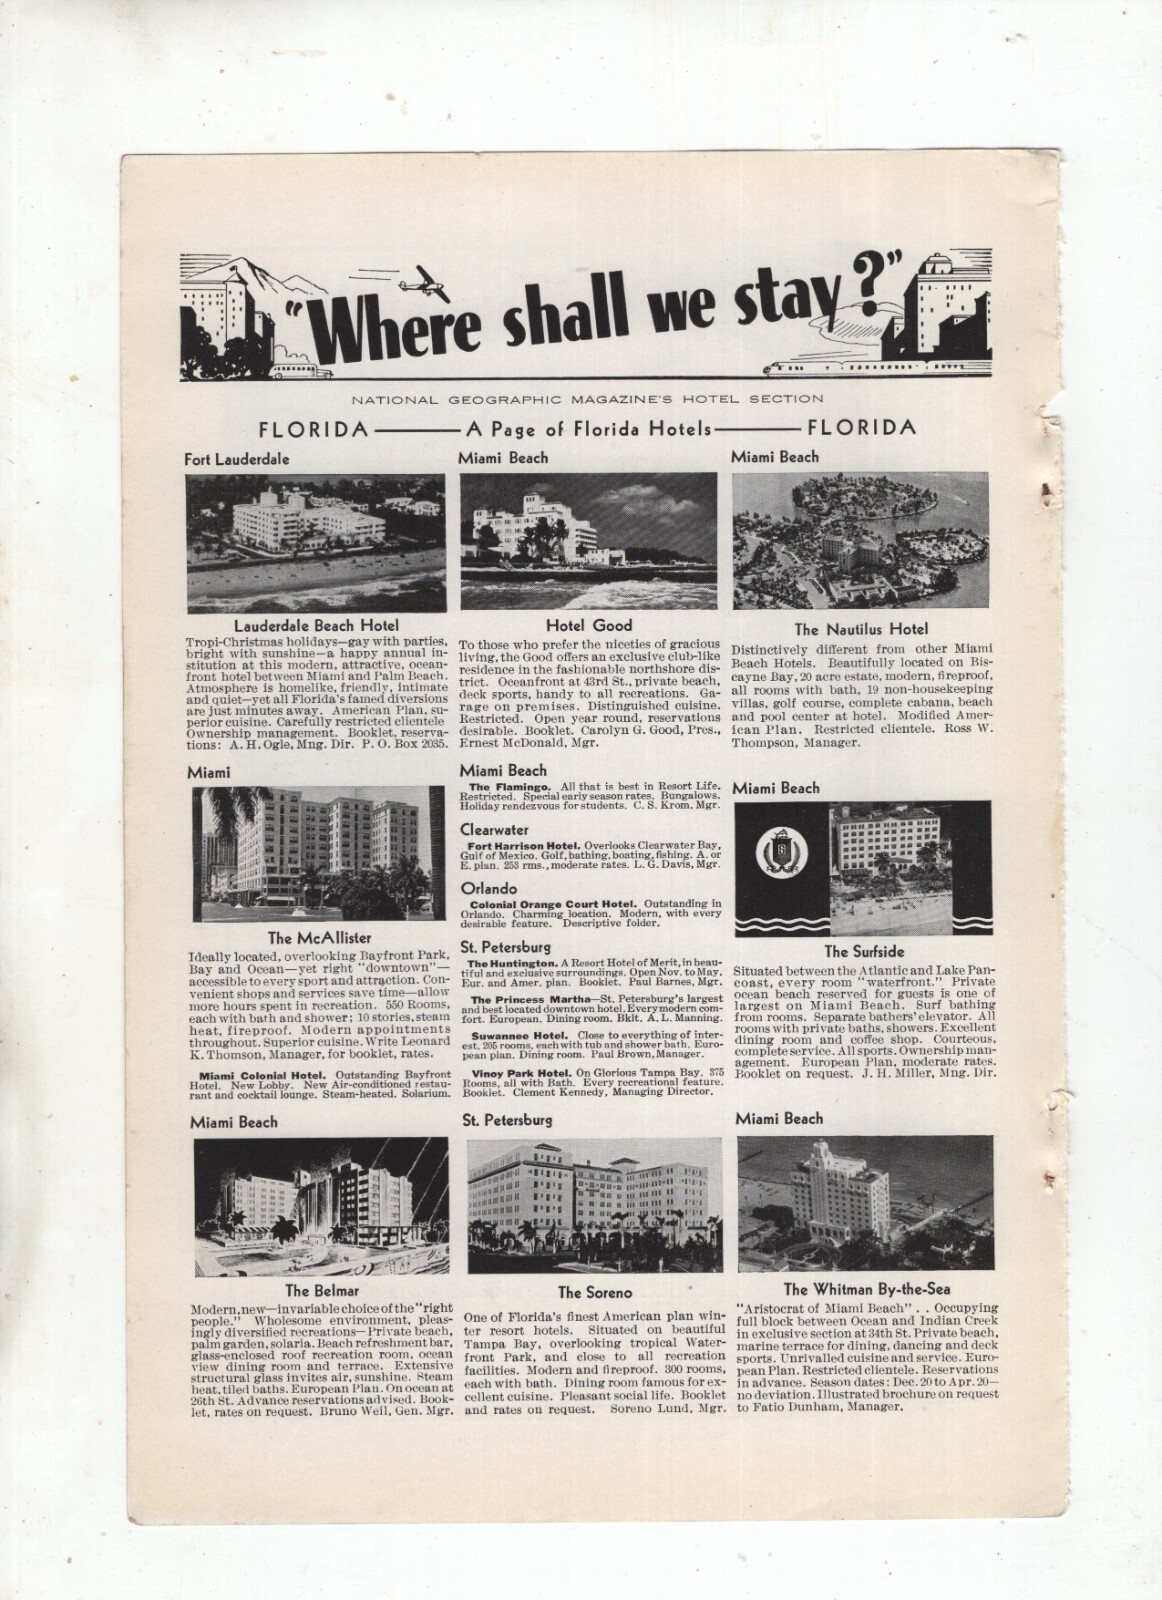 "Where shall we stay?"
NATIONAL GEOGRAPHIC MAGAZINE'S HOTEL SECTION
FLORIDA — A Page of Florida Hotels — FLORIDA
Fort Lauderdale
Lauderdale Beach Hotel
Tropi-Christmas holidays—gay with parties,
bright with sunshine—a happy annual in-
stitution at this modern, attractive, ocean-
front hotel between Miami and Palm Beach.
Atmosphere is homelike, friendly, intimate
and quiet—yet all Florida's famed diversions
are just minutes away. American Plan, su-
perior cuisine. Carefully restricted clientele
Ownership management. Booklet, reserva-
tions: A. H. Ogle, Mng. Dir. P. O. Box 2035.
Miami
The McAllister
Ideally located, overlooking Bayfront Park,
Bay and Ocean—yet right "downtown"—
accessible to every sport and attraction. Con-
venient shops and services save time—allow
more hours spent in recreation. 550 Rooms,
each with bath and shower; 10 stories, steam
heat, fireproof. Modern appointments
throughout. Superior cuisine. Write Leonard
K. Thomson, Manager, for booklet, rates.
Miami Colonial Hotel. Outstanding Bayfront
Hotel. New Lobby. New Air-conditioned restau-
rant and cocktail lounge. Steam-heated. Solarium.
Miami Beach
The Belmar
Modern, new—invariable choice of the "right
people." Wholesome environment, pleas-
ingly diversified recreations—Private beach,
palm garden, solaria. Beach refreshment bar,
glass-enclosed roof recreation room, ocean
view dining room and terrace. Extensive
structural glass invites air, sunshine. Steam
heat, tiled baths. European Plan. On ocean at
26th St. Advance reservations advised. Book-
let, rates on request. Bruno Weil, Gen. Mgr.
Miami Beach
Hotel Good
To those who prefer the niceties of gracious
living, the Good offers an exclusive club-like
residence in the fashionable northshore dis-
trict. Oceanfront at 43rd St., private beach,
deck sports, handy to all recreations. Ga-
rage on premises. Distinguished cuisine.
Restricted. Open year round, reservations
desirable. Booklet. Carolyn G. Good, Pres.,
Ernest McDonald, Mgr.
Miami Beach
The Flamingo. All that is best in Resort Life.
Restricted. Special early season rates. Bungalows.
Holiday rendezvous for students. C. S. Krom. Mgr.
Clearwater
Fort Harrison Hotel. Overlooks Clearwater Bay,
Gulf of Mexico. Golf, bathing, boating, fishing. A. or
E. plan. 253 rms., moderate rates. L. G. Davis, Mgr.
Orlando
Colonial Orange Court Hotel. Outstanding in
Orlando. Charming location. Modern, with every
desirable feature. Descriptive folder.
St. Petersburg
The Huntington. A Resort Hotel of Merit, in beau-
tiful and exclusive surroundings. Open Nov. to May.
Eur. and Amer. plan. Booklet. Paul Barnes, Mgr.
The Princess Martha—St. Petersburg's largest
and best located downtown hotel. Every modern com-
fort. European. Dining room. Bklt. A. L. Manning.
Suwannee Hotel. Close to everything of inter-
est. 205 rooms, each with tub and shower bath. Euro-
pean plan. Dining room. Paul Brown, Manager.
Vinoy Park Hotel. On Glorious Tampa Bay. 375
Rooms, all with Bath. Every recreational feature.
Booklet. Clement Kennedy, Managing Director.
St. Petersburg
The Soreno
One of Florida's finest American plan win-
ter resort hotels. Situated on beautiful
Tampa Bay, overlooking tropical Water-
front Park, and close to all recreation
facilities. Modern and fireproof. 300 rooms,
each with bath. Dining room famous for ex-
cellent cuisine. Pleasant social life. Booklet
and rates on request. Soreno Lund, Mgr.
Miami Beach
The Nautilus Hotel
Distinctively different from other Miami
Beach Hotels. Beautifully located on Bis-
cayne Bay, 20 acre estate, modern, fireproof,
all rooms with bath, 19 non-housekeeping
villas, golf course, complete cabana, beach
and pool center at hotel. Modified Amer-
ican Plan. Restricted clientele. Ross W.
Thompson, Manager.
Miami Beach
S
The Surfside
Situated between the Atlantic and Lake Pan-
coast, every room "waterfront." Private
ocean beach reserved for guests is one of
largest on Miami Beach. Surf bathing
from rooms. Separate bathers' elevator. All
rooms with private baths, showers. Excellent
dining room and coffee shop. Courteous,
complete service. All sports. Ownership man-
agement. European Plan, moderate rates.
Booklet on request. J. H. Miller, Mng. Dir.
Miami Beach
The Whitman By-the-Sea
"Aristocrat of Miami Beach" . . Occupying
full block between Ocean and Indian Creek
in exclusive section at 34th St. Private beach,
marine terrace for dining, dancing and deck
sports. Unrivalled cuisine and service. Euro-
pean Plan. Restricted clientele. Reservations
in advance. Season dates: Dec. 20 to Apr. 20—
no deviation. Illustrated brochure on request
to Fatio Dunham, Manager.